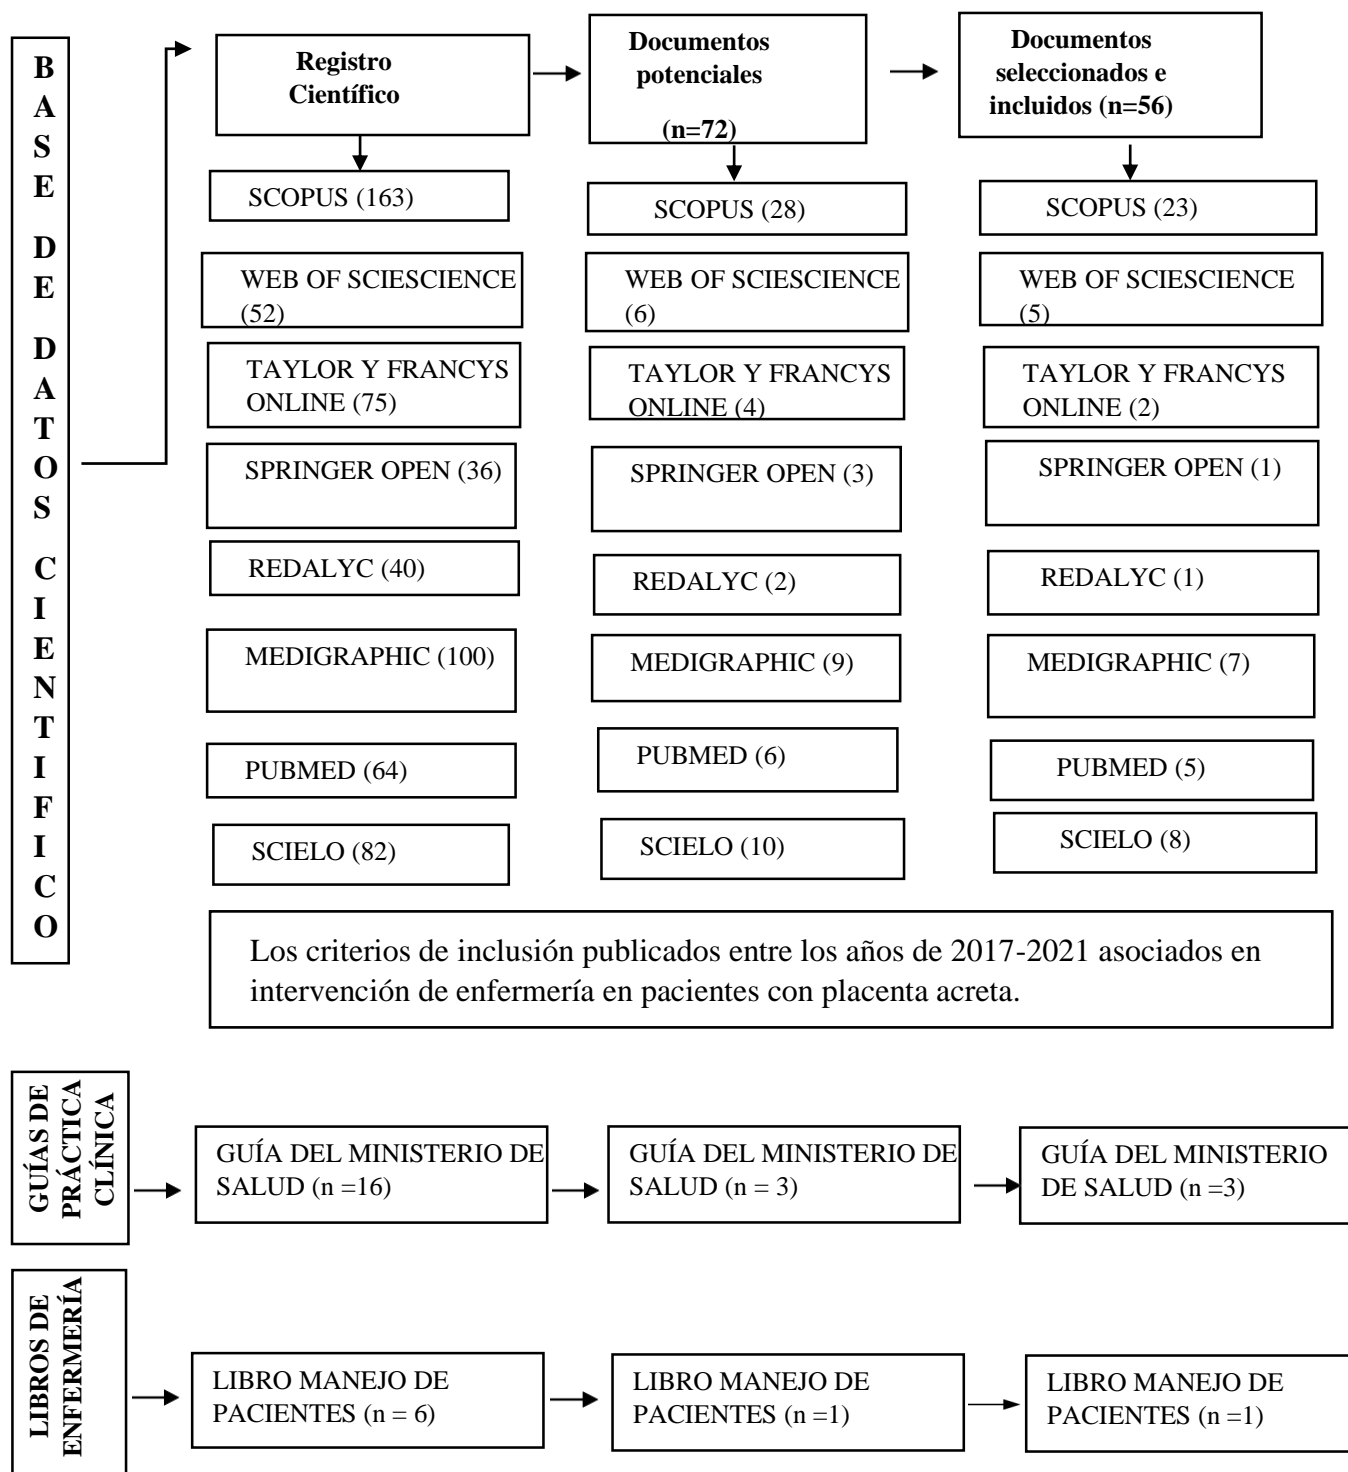 BASE DE DATOS CIENTIFICO
Registro
Científico
Documentos
potenciales
(n=72)
Documentos
seleccionados e
incluidos (n=56)
SCOPUS (163)
SCOPUS (28)
SCOPUS (23)
WEB OF SCIESCIENCE
(52)
WEB OF SCIESCIENCE
(6)
WEB OF SCIESCIENCE
(5)
TAYLOR Y FRANCYS
ONLINE (75)
TAYLOR Y FRANCYS
ONLINE (4)
TAYLOR Y FRANCYS
ONLINE (2)
SPRINGER OPEN (36)
SPRINGER OPEN (3)
SPRINGER OPEN (1)
REDALYC (40)
REDALYC (2)
REDALYC (1)
MEDIGRAPHIC (100)
MEDIGRAPHIC (9)
MEDIGRAPHIC (7)
PUBMED (64)
PUBMED (6)
PUBMED (5)
SCIELO (82)
SCIELO (10)
SCIELO (8)
Los criterios de inclusión publicados entre los años de 2017-2021 asociados en
intervención de enfermería en pacientes con placenta acreta.
GUÍAS DE
PRÁCTICA
CLÍNICA
GUÍA DEL MINISTERIO DE
SALUD (n =16)
GUÍA DEL MINISTERIO DE
SALUD (n = 3)
GUÍA DEL MINISTERIO
DE SALUD (n =3)
LIBROS DE
ENFERMERÍA
LIBRO MANEJO DE
PACIENTES (n = 6)
LIBRO MANEJO DE
PACIENTES (n =1)
LIBRO MANEJO DE
PACIENTES (n =1)